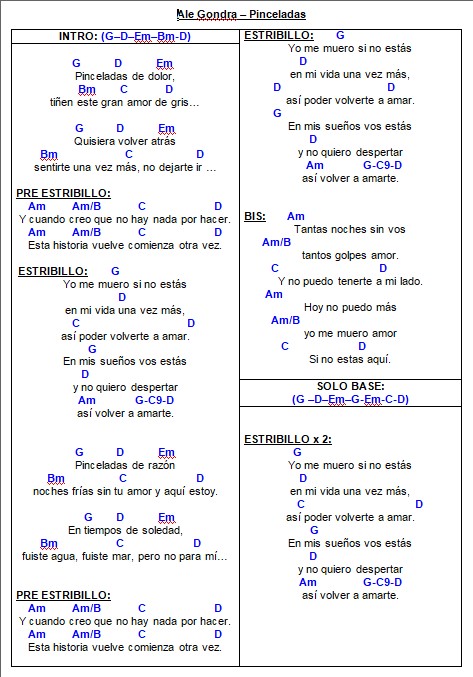 Ale Gondra – Pinceladas
INTRO: (G–D–Em–Bm-D)
G D Em
Pinceladas de dolor,
Bm C D
tiñen este gran amor de gris…
G D Em
Quisiera volver atrás
Bm C D
sentirte una vez más, no dejarte ir …
PRE ESTRIBILLO:
Am Am/B C D
Y cuando creo que no hay nada por hacer.
Am Am/B C D
Esta historia vuelve comienza otra vez.
ESTRIBILLO: G
Yo me muero si no estás
D
en mi vida una vez más,
C D
así poder volverte a amar.
G
En mis sueños vos estás
D
y no quiero despertar
Am G-C9-D
así volver a amarte.
G D Em
Pinceladas de razón
Bm C D
noches frías sin tu amor y aquí estoy.
G D Em
En tiempos de soledad,
Bm C D
fuiste agua, fuiste mar, pero no para mí…
PRE ESTRIBILLO:
Am Am/B C D
Y cuando creo que no hay nada por hacer.
Am Am/B C D
Esta historia vuelve comienza otra vez.
ESTRIBILLO: G
Yo me muero si no estás
D
en mi vida una vez más,
D D
así poder volverte a amar.
G
En mis sueños vos estás
D
y no quiero despertar
Am G-C9-D
así volver a amarte.
BIS: Am
Tantas noches sin vos
Am/B
tantos golpes amor.
C D
Y no puedo tenerte a mi lado.
Am
Hoy no puedo más
Am/B
yo me muero amor
C D
Si no estas aquí.
SOLO BASE:
(G –D–Em–G-Em-C-D)
ESTRIBILLO x 2:
G
Yo me muero si no estás
D
en mi vida una vez más,
C D
así poder volverte a amar.
G
En mis sueños vos estás
D
y no quiero despertar
Am G-C9-D
así volver a amarte.